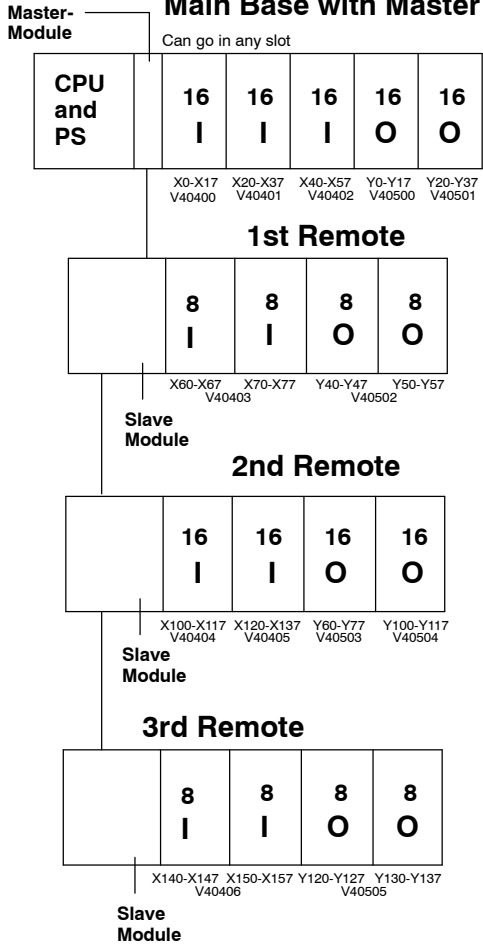 Main Base with Master
Master-
Module
Can go in any slot
CPU
and
PS
16 16 16 16 16
I I I O O
X0-X17 X20-X37 X40-X57 Y0-Y17 Y20-Y37
V40400 V40401 V40402 V40500 V40501
1st Remote
8 8 8 8
I I O O
X60-X67 X70-X77 Y40-Y47 Y50-Y57
V40403 V40502
Slave
Module
2nd Remote
16 16 16 16
I I O O
X100-X117 X120-X137 Y60-Y77 Y100-Y117
V40404 V40405 V40503 V40504
Slave
Module
3rd Remote
8 8 8 8
I I O O
X140-X147 X150-X157 Y120-Y127 Y130-Y137
V40406 V40505
Slave
Module